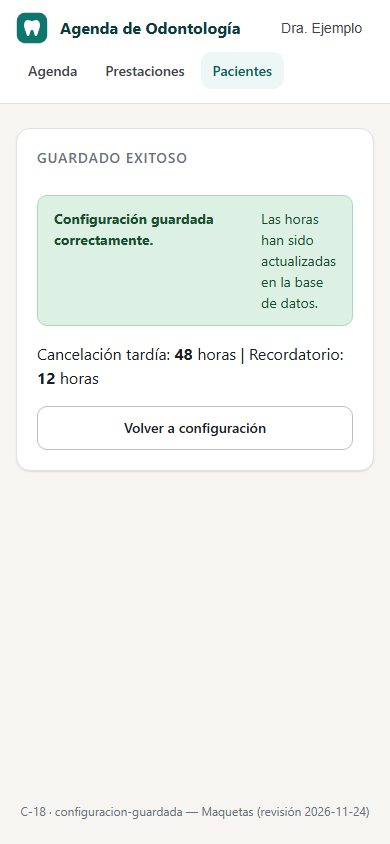 Agenda de Odontología
Dra. Ejemplo
Agenda
Prestaciones
Pacientes
GUARDADO EXITOSO
Configuración guardada
correctamente.
Las horas
han sido
actualizadas
en la base
de datos.
Cancelación tardía: 48 horas | Recordatorio:
12 horas
Volver a configuración
C-18 · configuracion-guardada — Maquetas (revisión 2026-11-24)